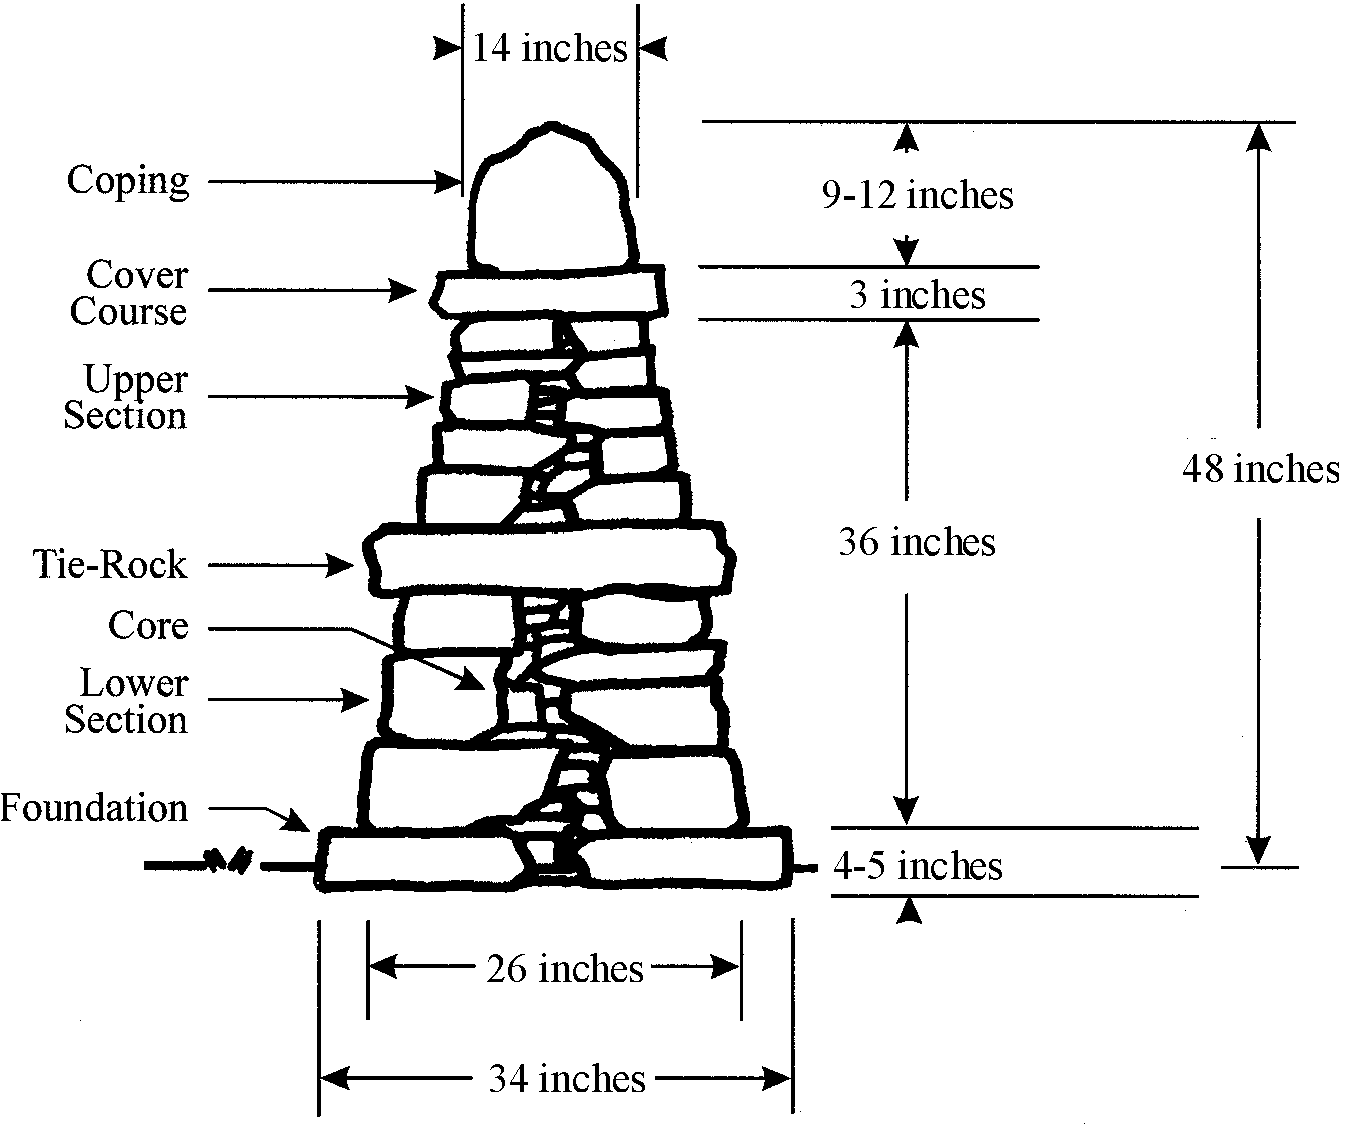 14 inches
Coping
9-12 inches
Cover
Course
3 inches
Upper
Section
48 inches
36 inches
Tie-Rock
Core
Lower
Section
Foundation
4-5 inches
26 inches
34 inches